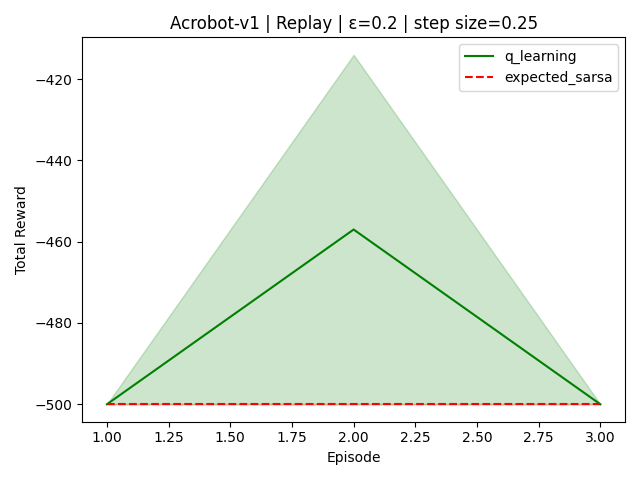 Acrobot-v1 | Replay | ε=0.2 | step size=0.25
q_learning
expected_sarsa
Total Reward
−420
−440
−460
−480
−500
1.00 1.25 1.50 1.75 2.00 2.25 2.50 2.75 3.00
Episode